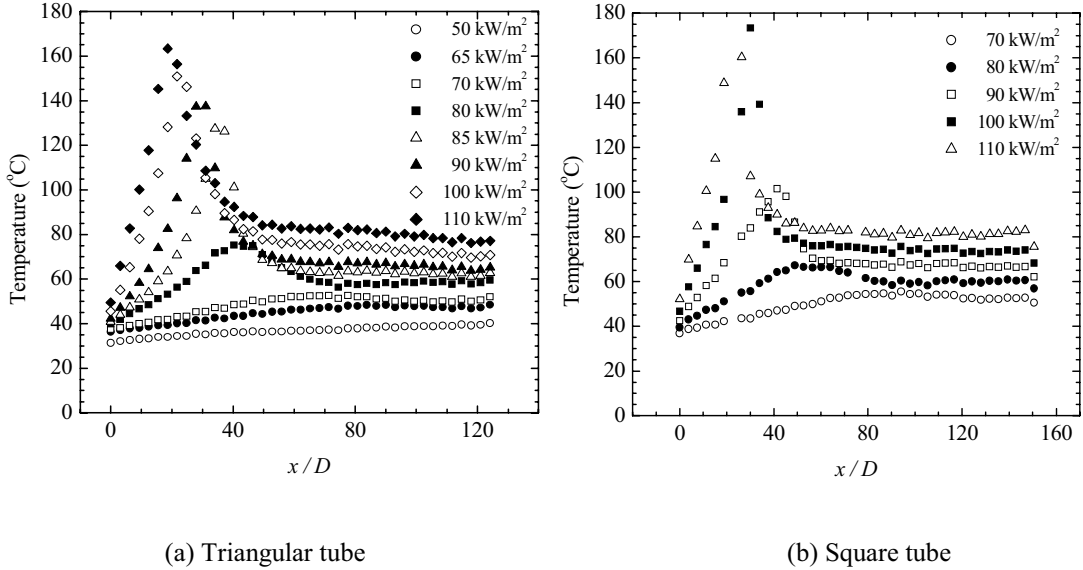 180
160
140
120
100
80
60
40
20
0
Temperature (°C)
0 40 80 120
x / D
50 kW/m²
65 kW/m²
70 kW/m²
80 kW/m²
85 kW/m²
90 kW/m²
100 kW/m²
110 kW/m²
(a) Triangular tube
180
160
140
120
100
80
60
40
20
0
Temperature (°C)
0 40 80 120 160
x / D
70 kW/m²
80 kW/m²
90 kW/m²
100 kW/m²
110 kW/m²
(b) Square tube